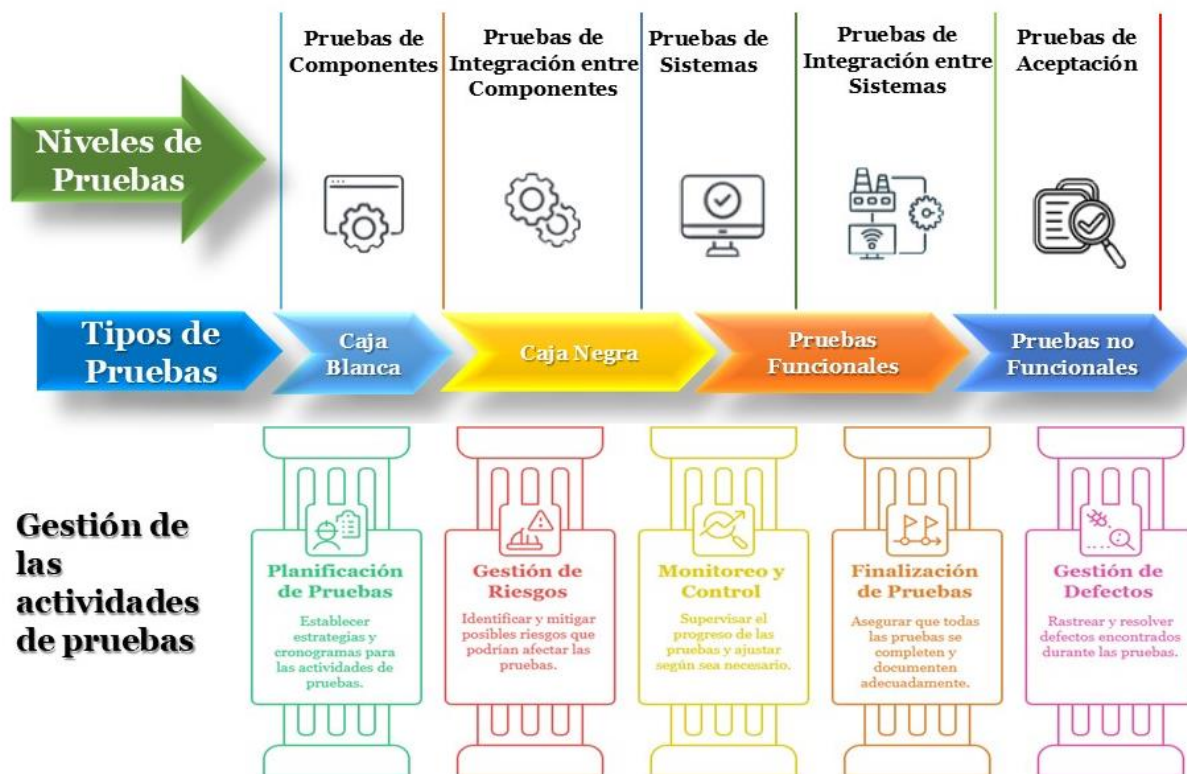 Pruebas de
Componentes
Pruebas de
Integración entre
Componentes
Pruebas de
Sistemas
Pruebas de
Integración entre
Sistemas
Pruebas de
Aceptación
Niveles de
Pruebas
Tipos de
Pruebas
Caja
Blanca
Caja Negra
Pruebas
Funcionales
Pruebas no
Funcionales
Gestión de
las
actividades
de pruebas
Planificación
de Pruebas
Establecer
estrategias y
cronogramas para
las actividades de
pruebas.
Gestión de
Riesgos
Identificar y mitigar
posibles riesgos que
podrían afectar las
pruebas.
Monitoreo y
Control
Supervisar el
progreso de las
pruebas y ajustar
según sea necesario.
Finalización
de Pruebas
Asegurar que todas
las pruebas se
completen y
documenten
adecuadamente.
Gestión de
Defectos
Rastrear y resolver
defectos encontrados
durante las pruebas.